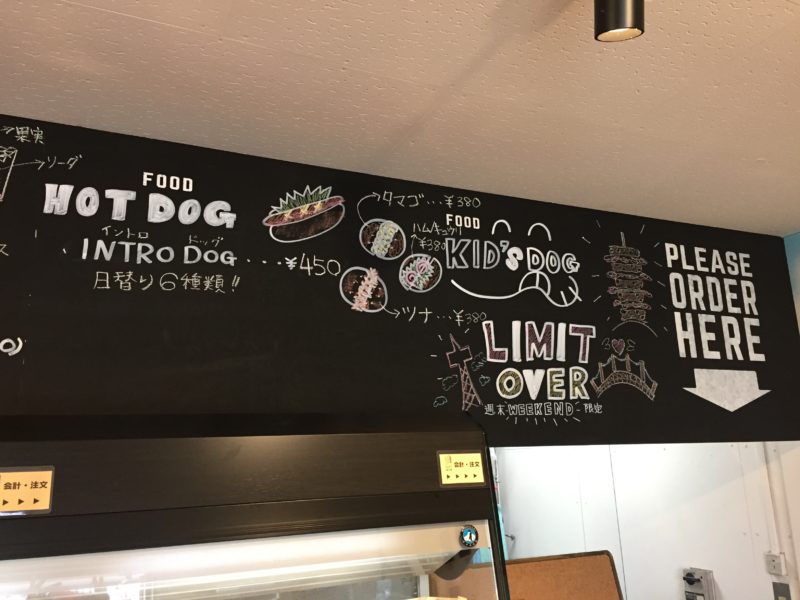 果実
ソーダ
FOOD
HOT DOG
イントロ ドッグ
INTRO DOG...¥450
日替り6種類!!
タマゴ...¥380
ハム/キュウリ
¥380
ツナ...¥380
FOOD
KID'S DOG
LIMIT
OVER
週末 WEEKEND 限定
PLEASE
ORDER
HERE
会計・注文
会計・注文